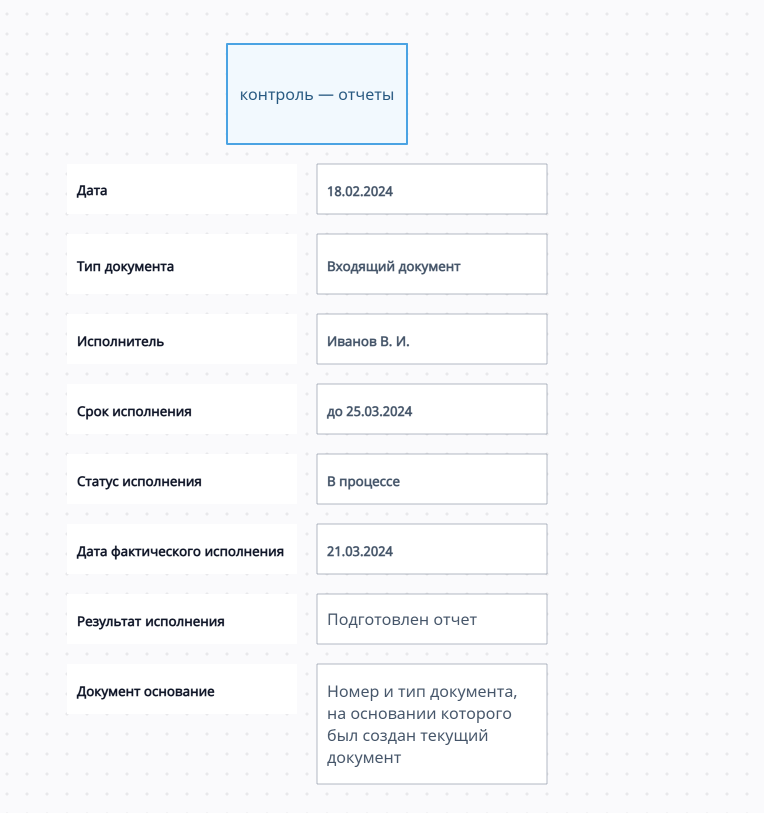 контроль — отчеты
Дата
18.02.2024
Тип документа
Входящий документ
Исполнитель
Иванов В. И.
Срок исполнения
до 25.03.2024
Статус исполнения
В процессе
Дата фактического исполнения
21.03.2024
Результат исполнения
Подготовлен отчет
Документ основание
Номер и тип документа,
на основании которого
был создан текущий
документ